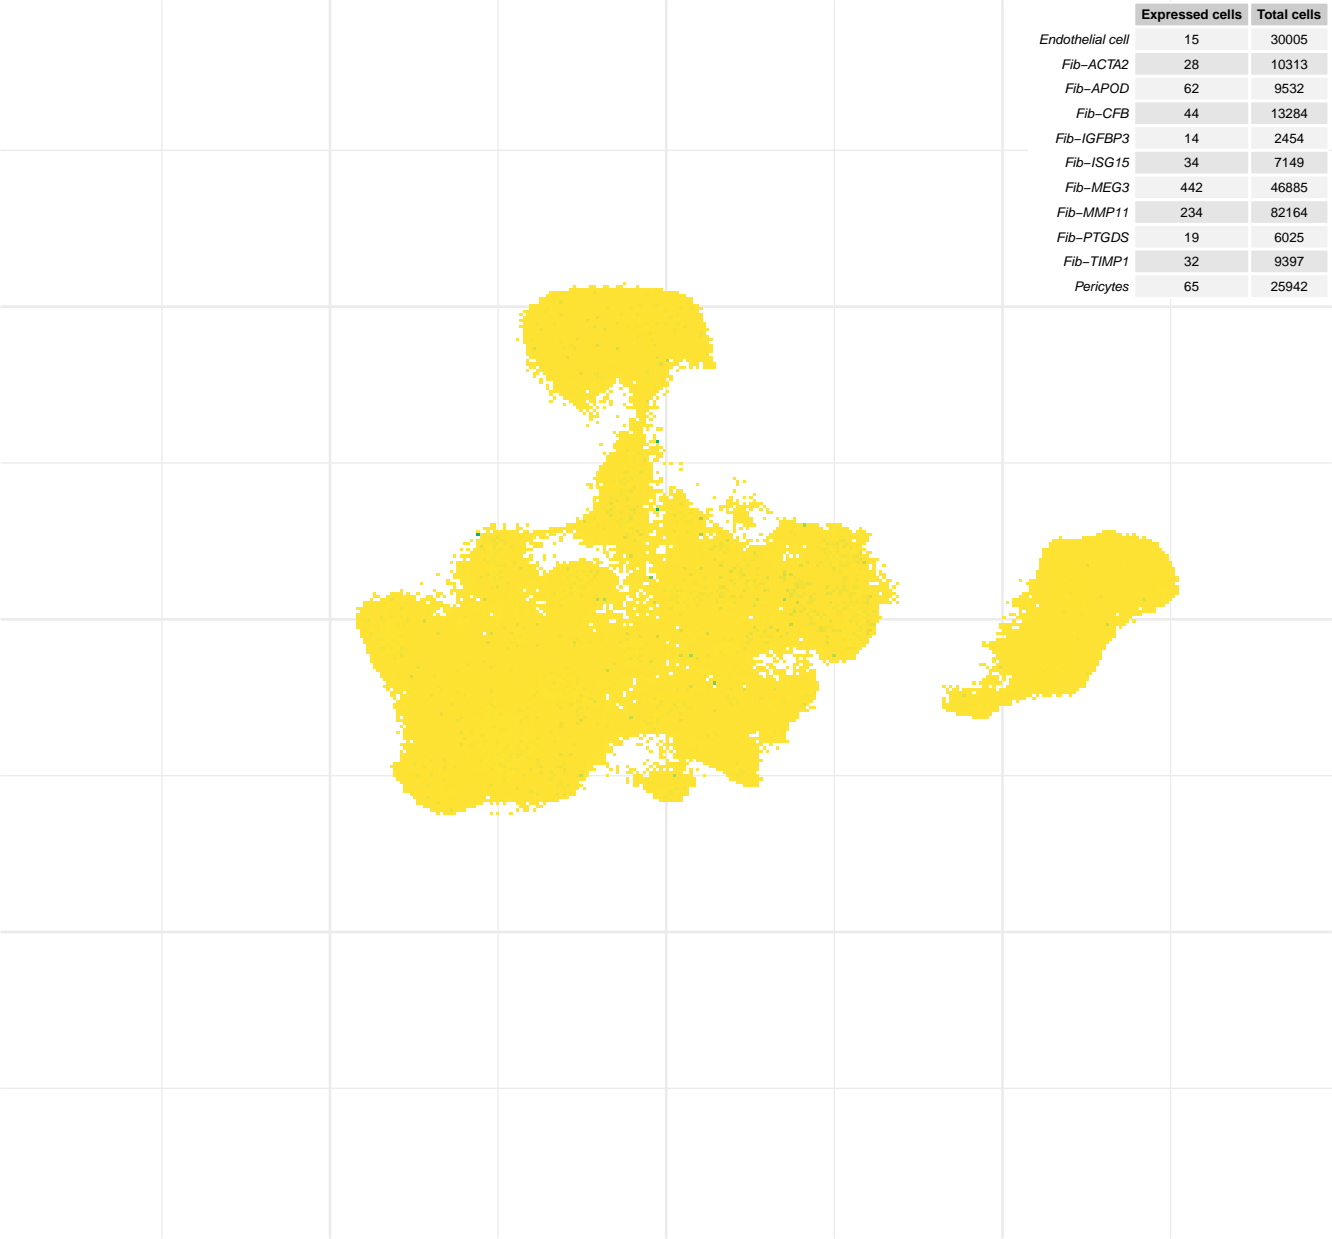 Expressed cells Total cells
Endothelial cell 15 30005
Fib−ACTA2 28 10313
Fib−APOD 62 9532
Fib−CFB 44 13284
Fib−IGFBP3 14 2454
Fib−ISG15 34 7149
Fib−MEG3 442 46885
Fib−MMP11 234 82164
Fib−PTGDS 19 6025
Fib−TIMP1 32 9397
Pericytes 65 25942